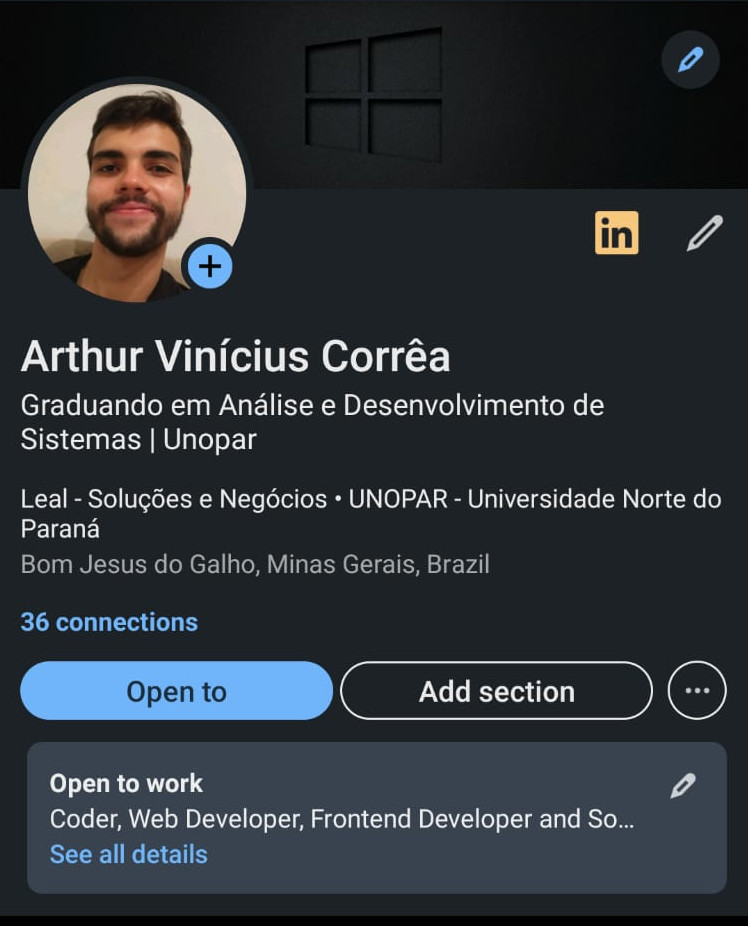 in
Arthur Vinícius Corrêa
Graduando em Análise e Desenvolvimento de
Sistemas | Unopar
Leal - Soluções e Negócios • UNOPAR - Universidade Norte do
Paraná
Bom Jesus do Galho, Minas Gerais, Brazil
36 connections
Open to
Add section
Open to work
Coder, Web Developer, Frontend Developer and So...
See all details